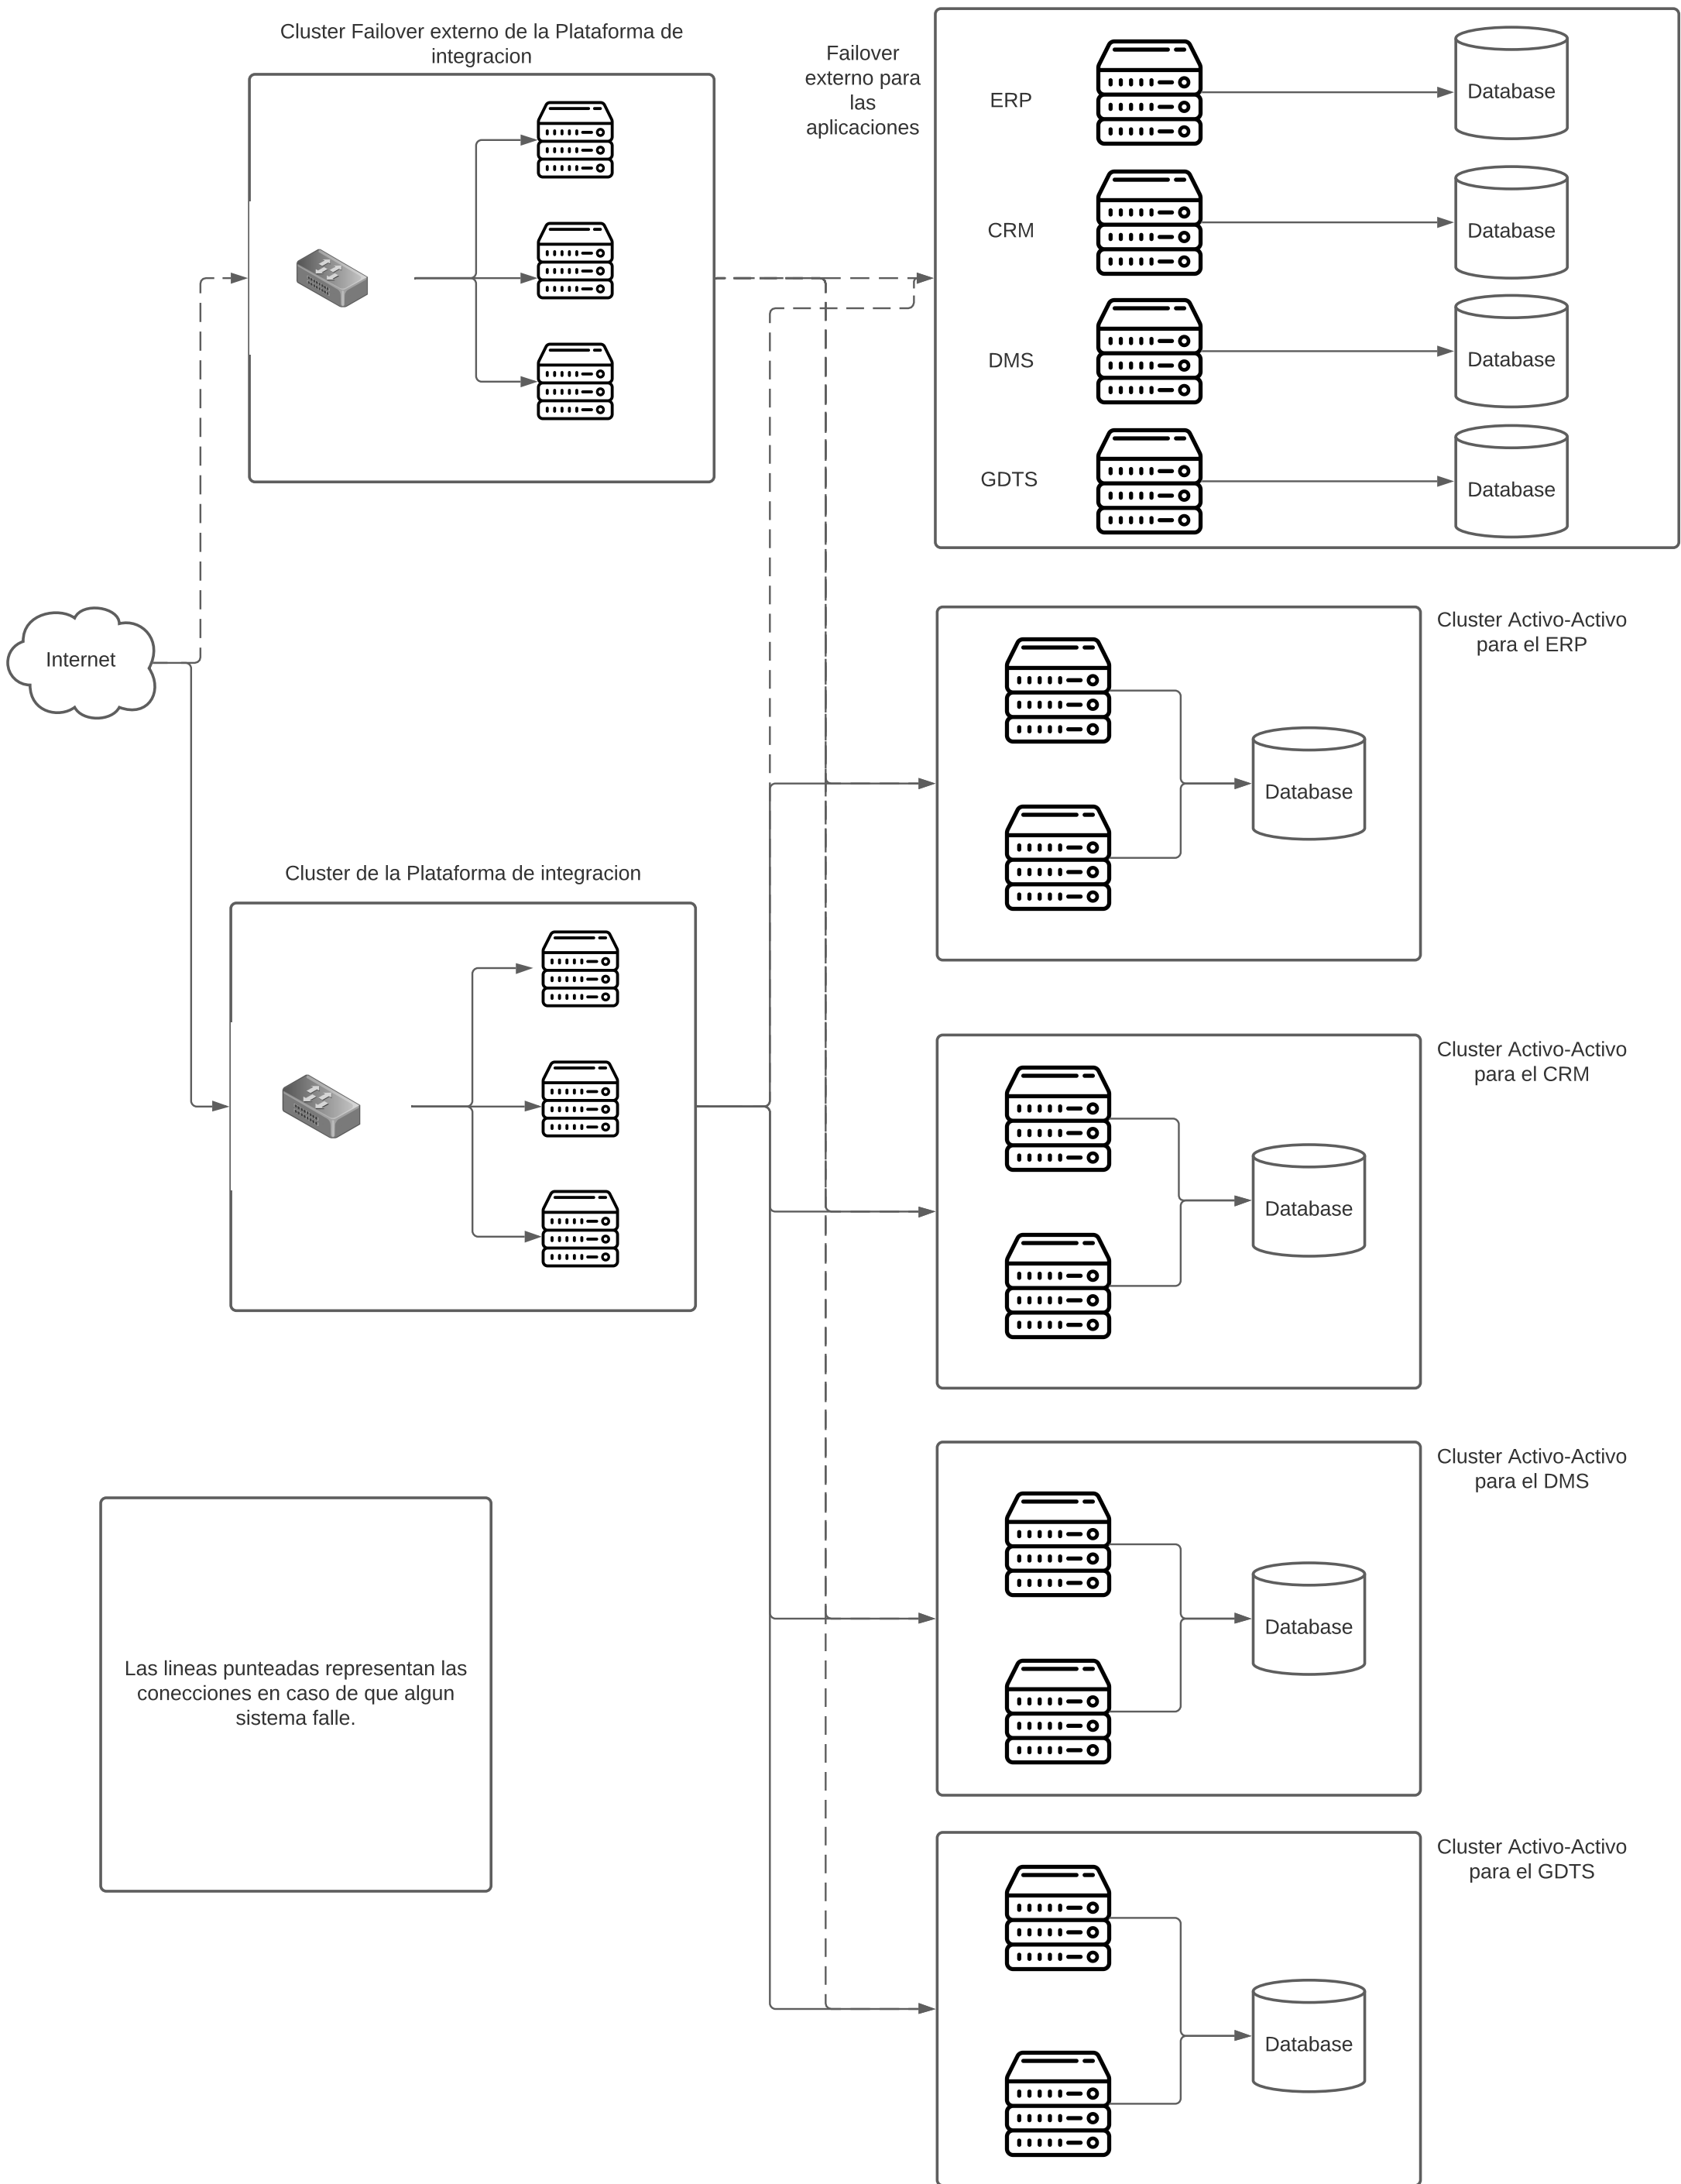 Cluster Failover externo de la Plataforma de
integracion
Failover
externo para
las
aplicaciones
ERP
Database
CRM
Database
DMS
Database
GDTS
Database
Internet
Cluster Activo-Activo
para el ERP
Database
Cluster de la Plataforma de integracion
Cluster Activo-Activo
para el CRM
Database
Cluster Activo-Activo
para el DMS
Database
Las lineas punteadas representan las
conecciones en caso de que algun
sistema falle.
Cluster Activo-Activo
para el GDTS
Database